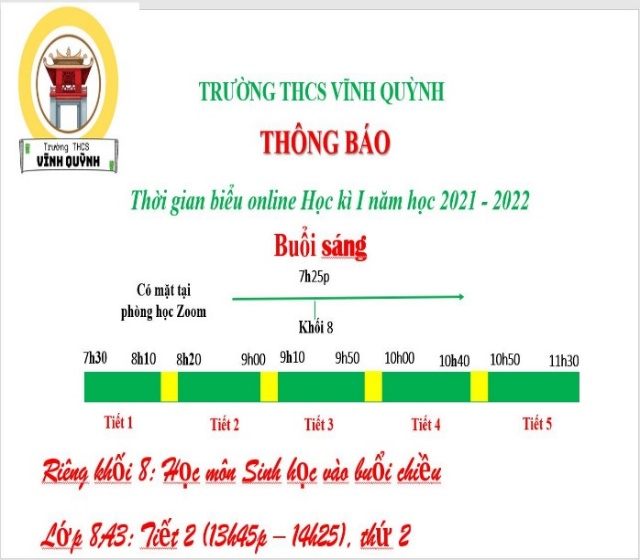 Trường THCS
VĨNH QUỲNH
TRƯỜNG THCS VĨNH QUỲNH
THÔNG BÁO
Thời gian biểu online Học kì I năm học 2021 - 2022
Buổi sáng
7h25p
Có mặt tại
phòng học Zoom
Khối 8
7h30 8h10 8h20 9h00 9h10 9h50 10h00 10h40 10h50 11h30
Tiết 1 Tiết 2 Tiết 3 Tiết 4 Tiết 5
Riêng khối 8: Học môn Sinh học vào buổi chiều
Lớp 8A3: Tiết 2 (13h45p – 14h25), thứ 2